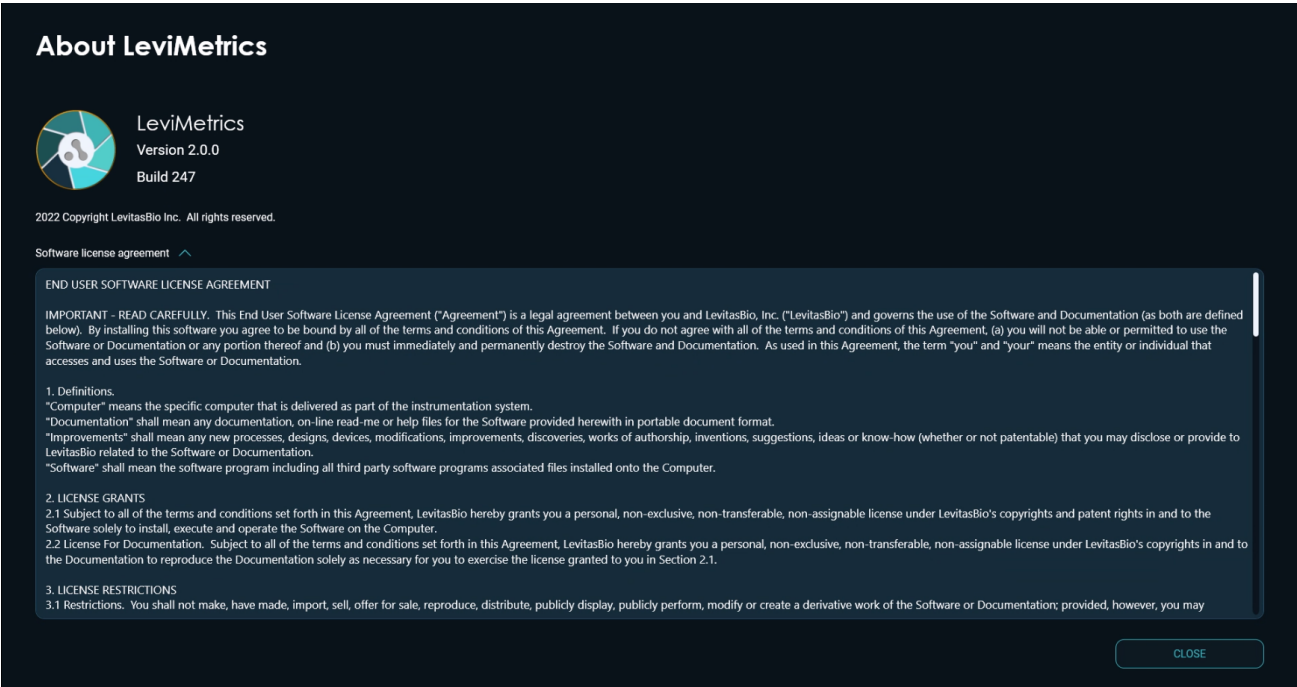 About LeviMetrics
LeviMetrics
Version 2.0.0
Build 247
2022 Copyright LevitasBio Inc.  All rights reserved.
Software license agreement
END USER SOFTWARE LICENSE AGREEMENT
IMPORTANT - READ CAREFULLY.  This End User Software License Agreement ("Agreement") is a legal agreement between you and LevitasBio, Inc. ("LevitasBio") and governs the use of the Software and Documentation (as both are defined
below).  By installing this software you agree to be bound by all of the terms and conditions of this Agreement.  If you do not agree with all of the terms and conditions of this Agreement, (a) you will not be able or permitted to use the
Software or Documentation or any portion thereof and (b) you must immediately and permanently destroy the Software and Documentation.  As used in this Agreement, the term "you" and "your" means the entity or individual that
accesses and uses the Software or Documentation.
1. Definitions.
"Computer" means the specific computer that is delivered as part of the instrumentation system.
"Documentation" shall mean any documentation, on-line read-me or help files for the Software provided herewith in portable document format.
"Improvements" shall mean any new processes, designs, devices, modifications, improvements, discoveries, works of authorship, inventions, suggestions, ideas or know-how (whether or not patentable) that you may disclose or provide to
LevitasBio related to the Software or Documentation.
"Software" shall mean the software program including all third party software programs associated files installed onto the Computer.
2. LICENSE GRANTS
2.1 Subject to all of the terms and conditions set forth in this Agreement, LevitasBio hereby grants you a personal, non-exclusive, non-transferable, non-assignable license under LevitasBio's copyrights and patent rights in and to the
Software solely to install, execute and operate the Software on the Computer.
2.2 License For Documentation.  Subject to all of the terms and conditions set forth in this Agreement, LevitasBio hereby grants you a personal, non-exclusive, non-transferable, non-assignable license under LevitasBio's copyrights in and to
the Documentation to reproduce the Documentation solely as necessary for you to exercise the license granted to you in Section 2.1.
3. LICENSE RESTRICTIONS
3.1 Restrictions.  You shall not make, have made, import, sell, offer for sale, reproduce, distribute, publicly display, publicly perform, modify or create a derivative work of the Software or Documentation; provided, however, you may
CLOSE